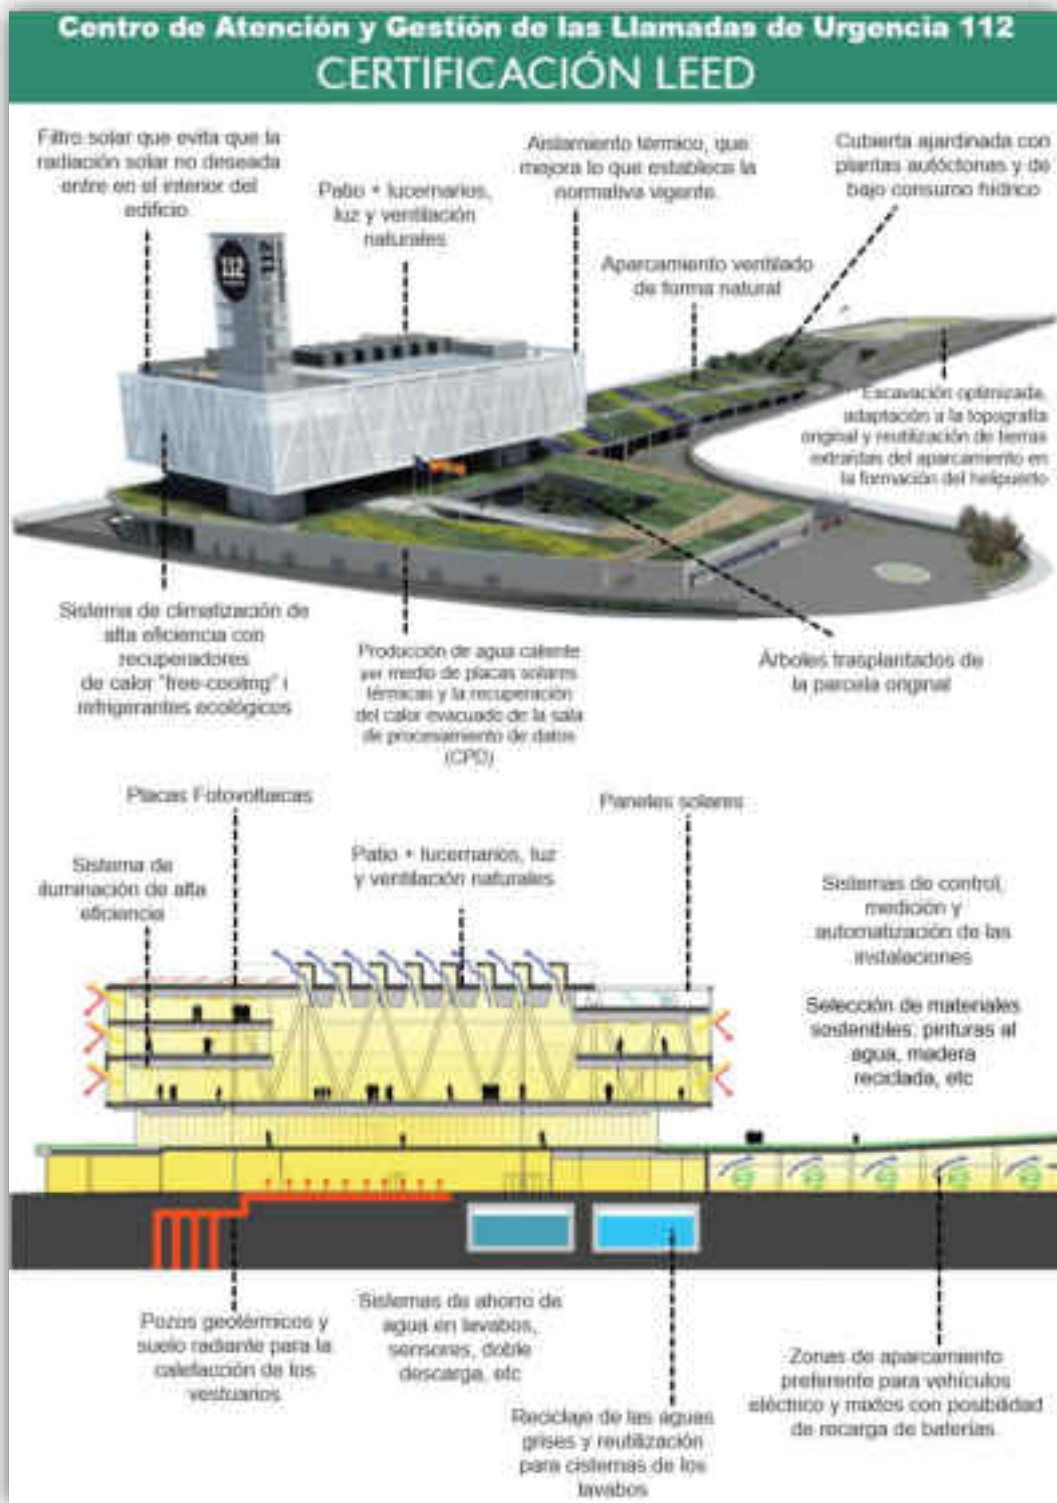 Centro de Atención y Gestión de las Llamadas de Urgencia 112
CERTIFICACIÓN LEED
Filtro solar que evita que la
radiación solar no deseada
entre en el interior del
edificio
Patio + lucernarios,
luz y ventilación
naturales
Aislamiento térmico, que
mejora lo que establece la
normativa vigente.
Cubierta ajardinada con
plantas autóctonas y de
bajo consumo hídrico
Aparcamiento ventilado
de forma natural
112
112
Excavación optimizada,
adaptación a la topografía
original y reutilización de tierras
extraídas del aparcamiento en
la formación del helipuerto
Sistema de climatización de
alta eficiencia con
recuperadores
de calor "free-cooling" i
refrigerantes ecológicos
Producción de agua caliente
por medio de placas solares
térmicas y la recuperación
del calor evacuado de la sala
de procesamiento de datos
(CPD)
Árboles trasplantados de
la parcela original
Placas Fotovoltaicas
Paneles solares
Sistema de
iluminación de alta
eficiencia
Patio + lucernarios, luz
y ventilación naturales
Sistemas de control,
medición y
automatización de las
instalaciones
Selección de materiales
sostenibles: pinturas al
agua, madera
reciclada, etc
Pozos geotérmicos y
suelo radiante para la
calefacción de los
vestuarios
Sistemas de ahorro de
agua en lavabos,
sensores, doble
descarga, etc
Reciclaje de las aguas
grises y reutilización
para cisternas de los
lavabos
Zonas de aparcamiento
preferente para vehículos
eléctrico y mixtos con posibilidad
de recarga de baterías.